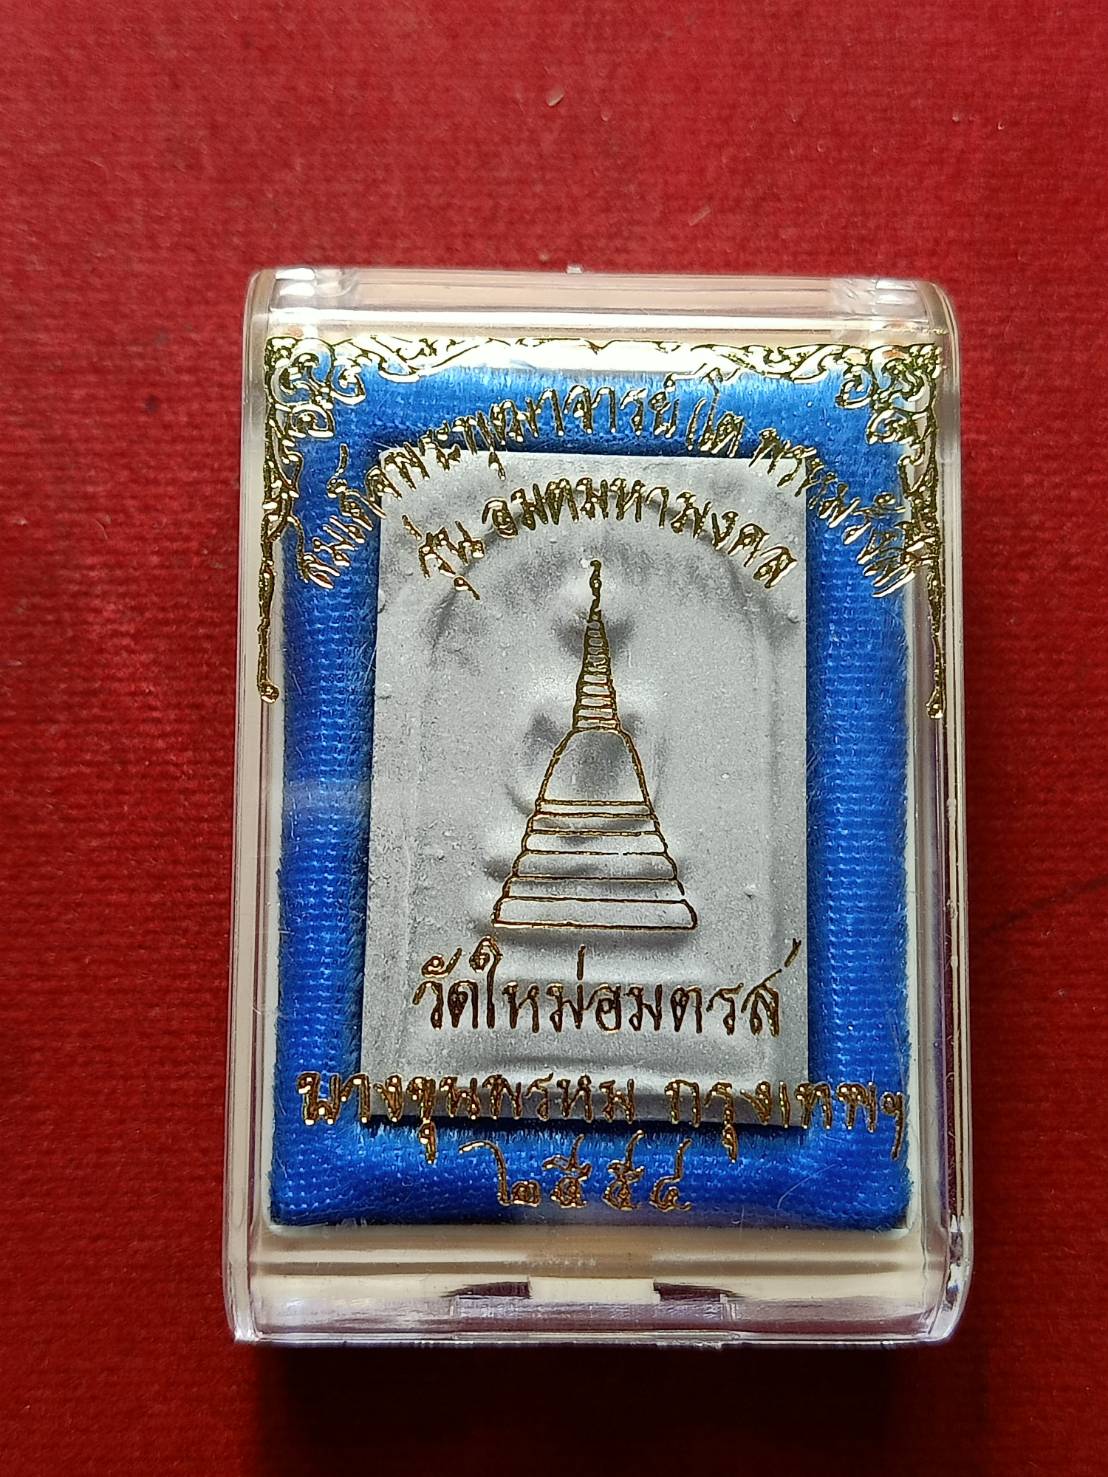 สมเด็จพระพุฒาจารย์ (โต พรหมรังสี)
รุ่น อมตมหามงคล
วัดใหม่อมตรส
บางขุนพรหม กรุงเทพฯ
๒๕๕๔